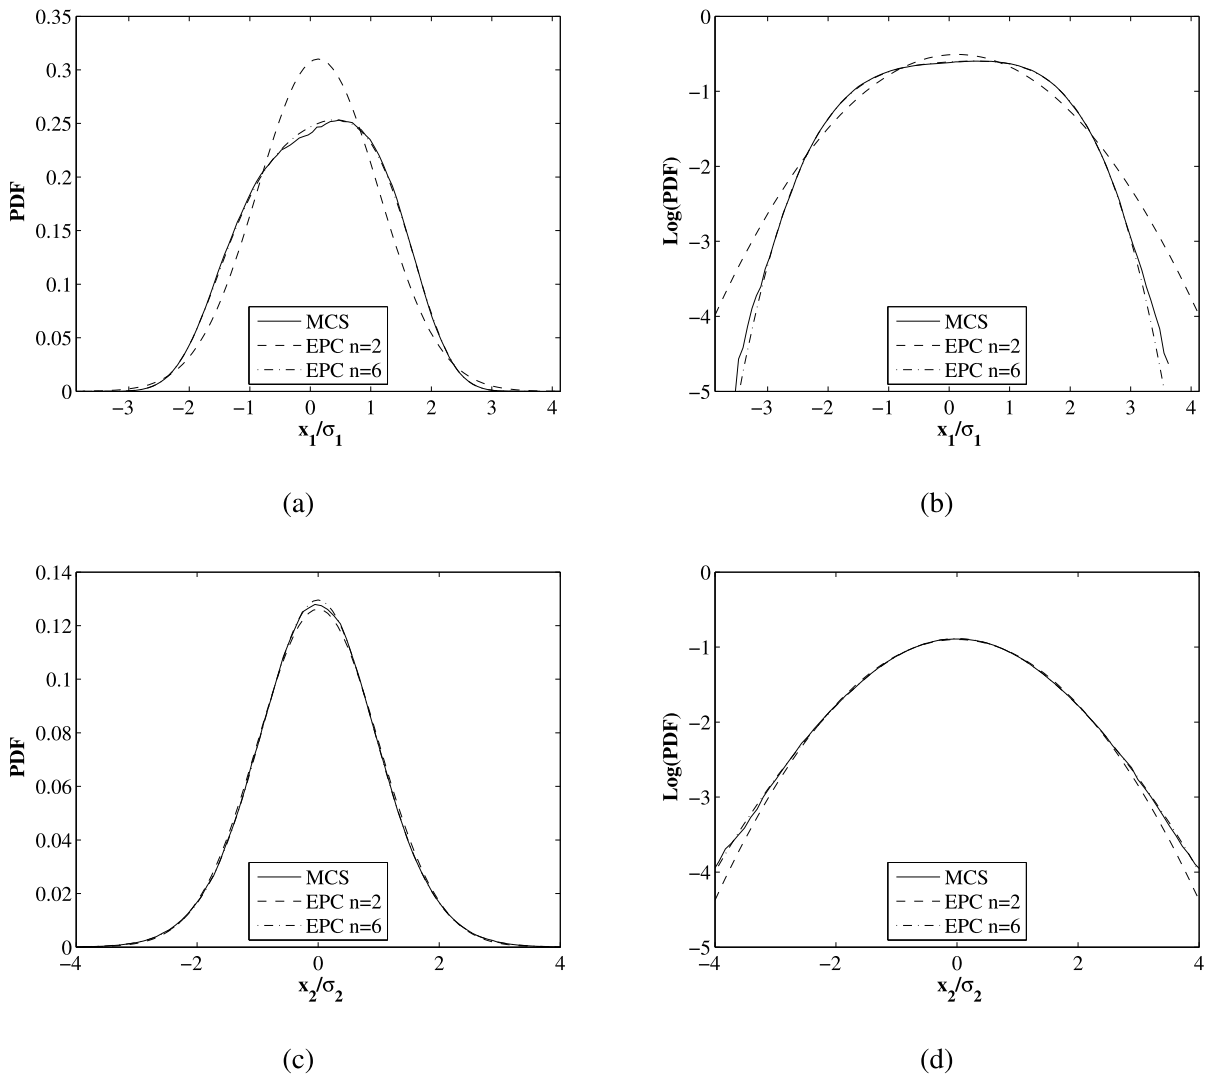 0.35
0.3
0.25
0.2
0.15
0.1
0.05
0
PDF
−3 −2 −1 0 1 2 3 4
x1/σ1
MCS
EPC n=2
EPC n=6
(a)
0
−1
−2
−3
−4
−5
Log(PDF)
−3 −2 −1 0 1 2 3 4
x1/σ1
MCS
EPC n=2
EPC n=6
(b)
0.14
0.12
0.1
0.08
0.06
0.04
0.02
0
PDF
−4 −2 0 2 4
x2/σ2
MCS
EPC n=2
EPC n=6
(c)
0
−1
−2
−3
−4
−5
Log(PDF)
−4 −2 0 2 4
x2/σ2
MCS
EPC n=2
EPC n=6
(d)